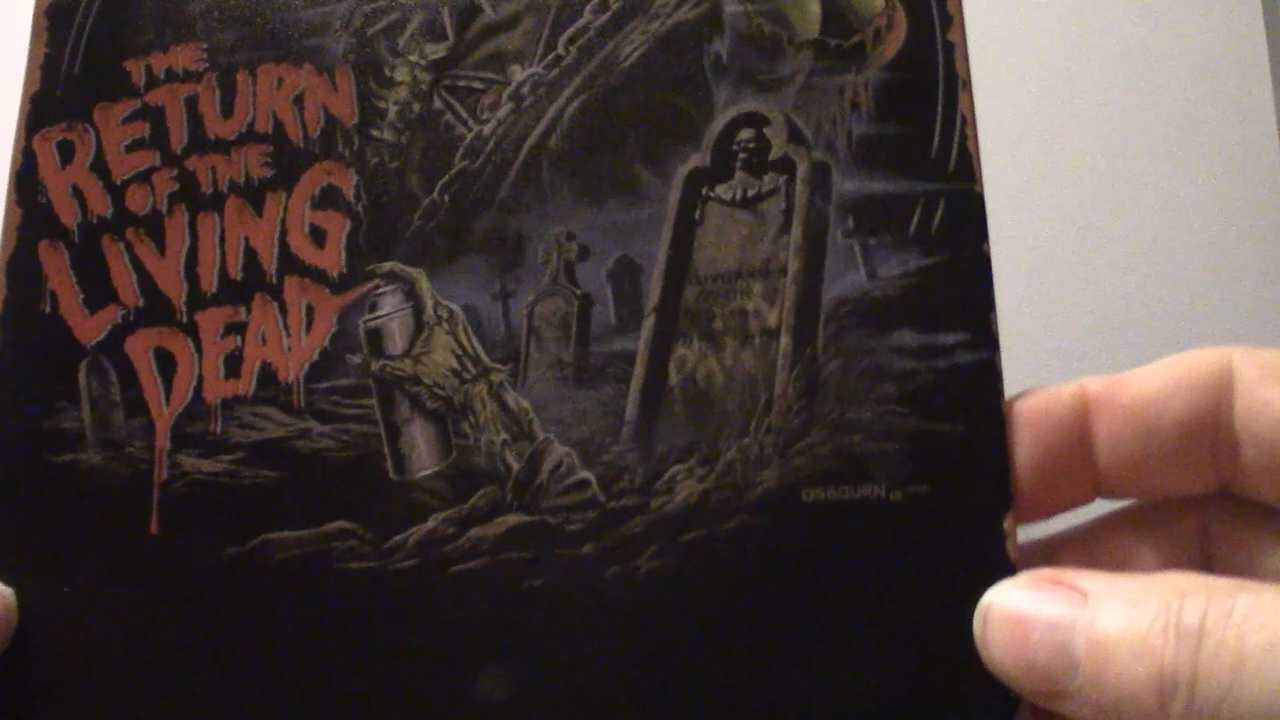 THE
RETURN
OF THE
LIVING
DEAD
OSBOURN